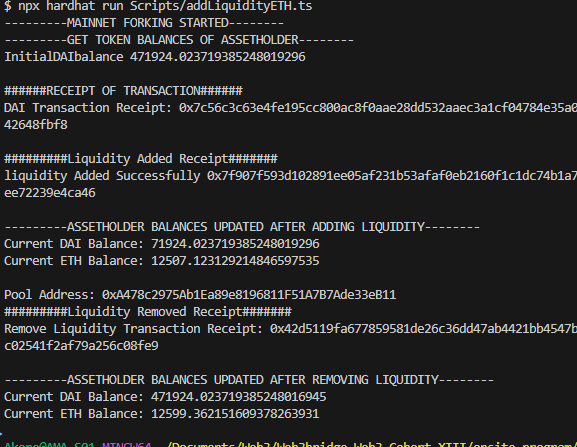 $ npx hardhat run Scripts/addLiquidityETH.ts
---------MAINNET FORKING STARTED--------
---------GET TOKEN BALANCES OF ASSETHOLDER--------
InitialDAIbalance 471924.023719385248019296
######RECEIPT OF TRANSACTION######
DAI Transaction Receipt: 0x7c56c3c63e4fe195cc800ac8f0aae28dd532aaec3a1cf04784e35a0
42648fbf8
#########Liquidity Added Receipt#######
liquidity Added Successfully 0x7f907f593d102891ee05af231b53afaf0eb2160f1c1dc74b1a7
ee72239e4ca46
---------ASSETHOLDER BALANCES UPDATED AFTER ADDING LIQUIDITY--------
Current DAI Balance: 71924.023719385248019296
Current ETH Balance: 12507.123129214846597535
Pool Address: 0xA478c2975Ab1Ea89e8196811F51A7B7Ade33eB11
#########Liquidity Removed Receipt#######
Remove Liquidity Transaction Receipt: 0x42d5119fa677859581de26c36dd47ab4421bb4547b
c02541f2af79a256c08fe9
---------ASSETHOLDER BALANCES UPDATED AFTER REMOVING LIQUIDITY--------
Current DAI Balance: 471924.023719385248016945
Current ETH Balance: 12599.362151609378263931